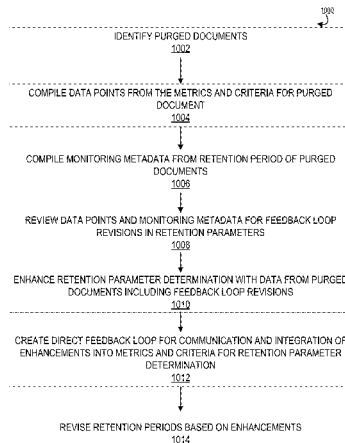 1000
IDENTIFY PURGED DOCUMENTS
1002
COMPILE DATA POINTS FROM THE METRICS AND CRITERIA FOR PURGED
DOCUMENT
1004
COMPILE MONITORING METADATA FROM RETENTION PERIOD OF PURGED
DOCUMENTS
1006
REVIEW DATA POINTS AND MONITORING METADATA FOR FEEDBACK LOOP
REVISIONS IN RETENTION PARAMETERS
1008
ENHANCE RETENTION PARAMETER DETERMINATION WITH DATA FROM PURGED
DOCUMENTS INCLUDING FEEDBACK LOOP REVISIONS
1010
CREATE DIRECT FEEDBACK LOOP FOR COMMUNICATION AND INTEGRATION OF
ENHANCEMENTS INTO METRICS AND CRITERIA FOR RETENTION PARAMETER
DETERMINATION
1012
REVISE RETENTION PERIODS BASED ON ENHANCEMENTS
1014